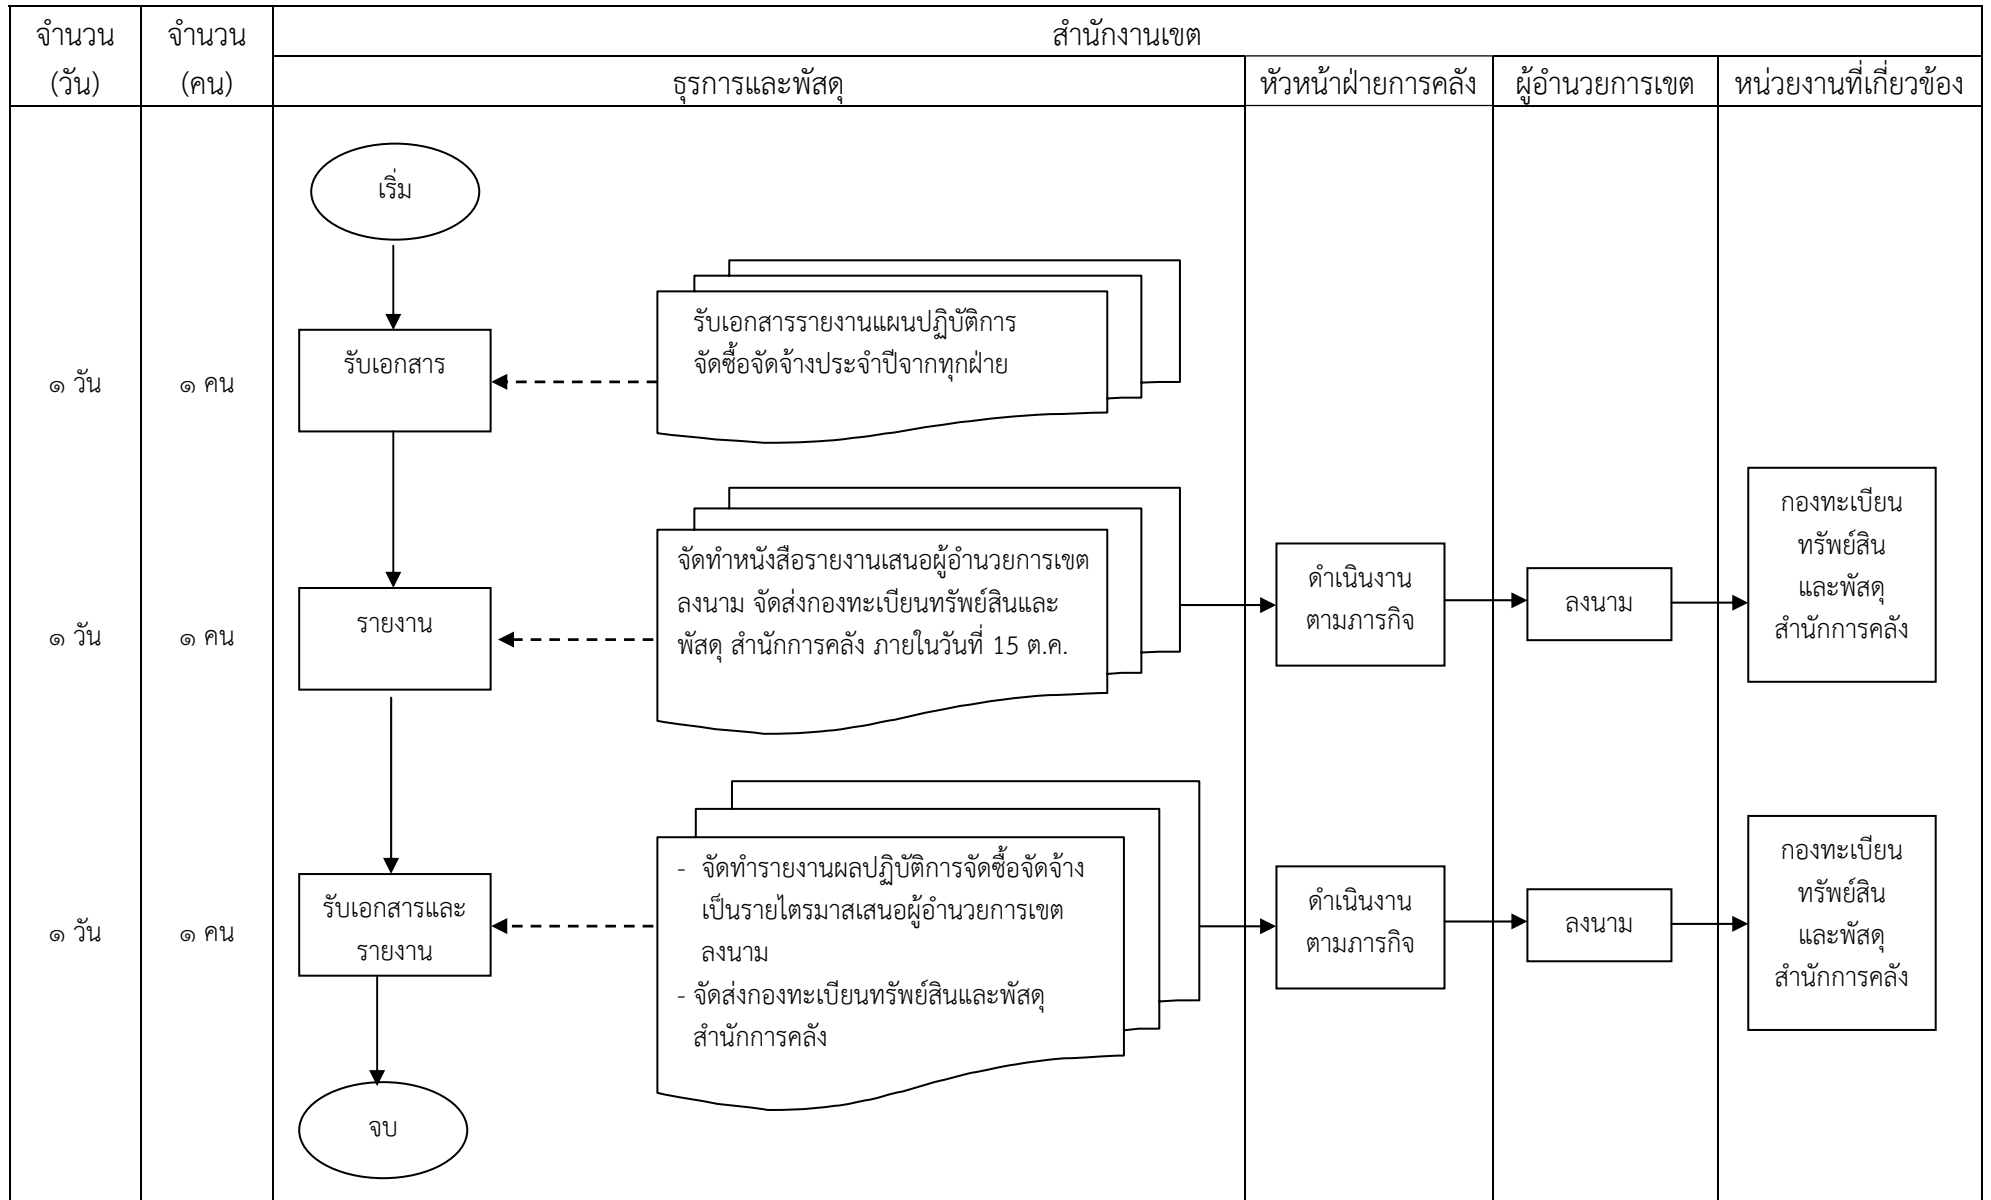 จำนวน
(วัน)
จำนวน
(คน)
สำนักงานเขต
ธุรการและพัสดุ
หัวหน้าฝ่ายการคลัง
ผู้อำนวยการเขต
หน่วยงานที่เกี่ยวข้อง
เริ่ม
๑ วัน
๑ คน
รับเอกสาร
รับเอกสารรายงานแผนปฏิบัติการ
จัดซื้อจัดจ้างประจำปีจากทุกฝ่าย
๑ วัน
๑ คน
รายงาน
จัดทำหนังสือรายงานเสนอผู้อำนวยการเขต
ลงนาม จัดส่งกองทะเบียนทรัพย์สินและ
พัสดุ สำนักการคลัง ภายในวันที่ 15 ต.ค.
ดำเนินงาน
ตามภารกิจ
ลงนาม
กองทะเบียน
ทรัพย์สิน
และพัสดุ
สำนักการคลัง
๑ วัน
๑ คน
รับเอกสารและ
รายงาน
- จัดทำรายงานผลปฏิบัติการจัดซื้อจัดจ้าง
เป็นรายไตรมาสเสนอผู้อำนวยการเขต
ลงนาม
- จัดส่งกองทะเบียนทรัพย์สินและพัสดุ
สำนักการคลัง
ดำเนินงาน
ตามภารกิจ
ลงนาม
กองทะเบียน
ทรัพย์สิน
และพัสดุ
สำนักการคลัง
จบ